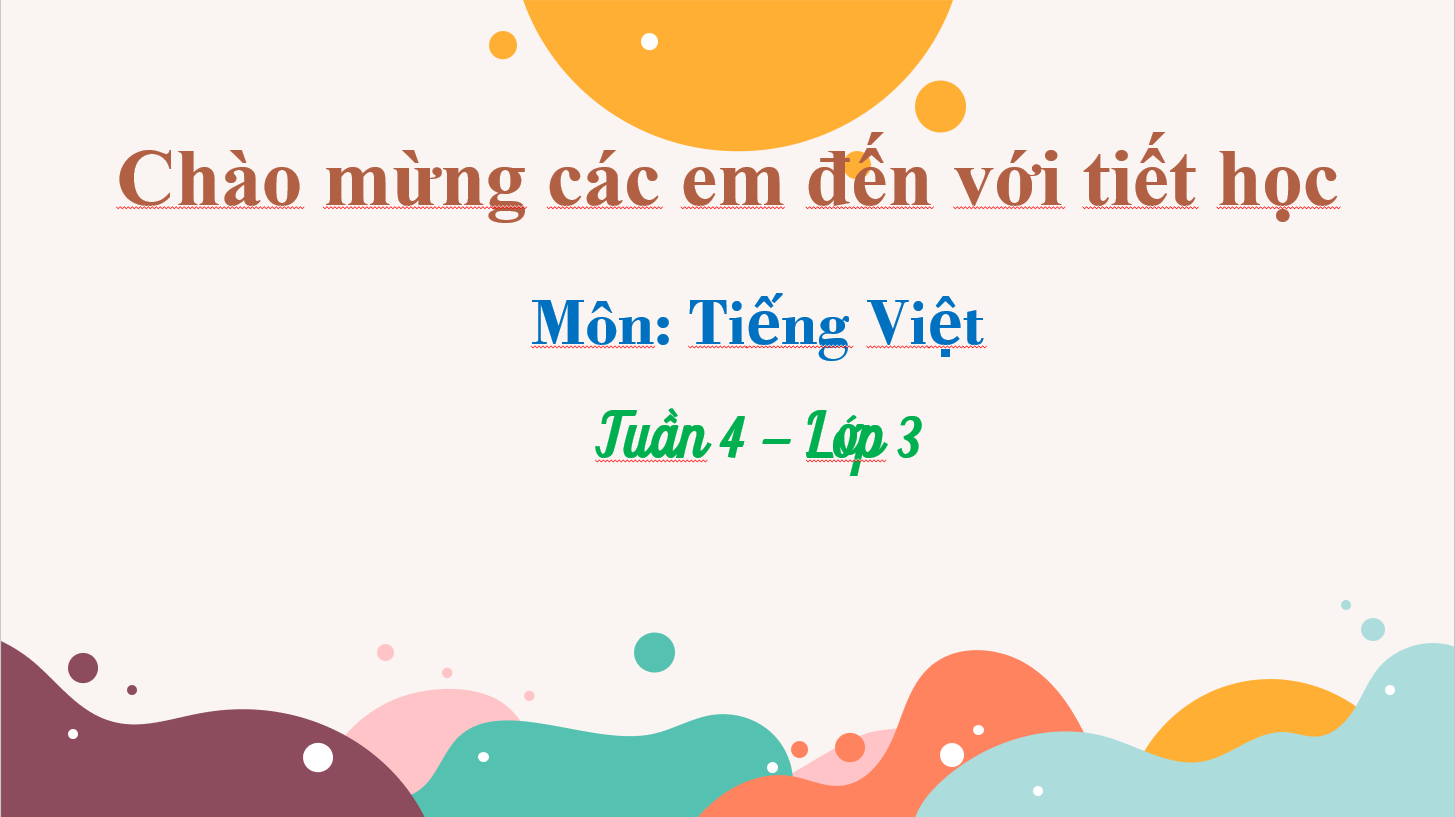 Chào mừng các em đến với tiết học
Môn: Tiếng Việt
Tuần 4 – Lớp 3